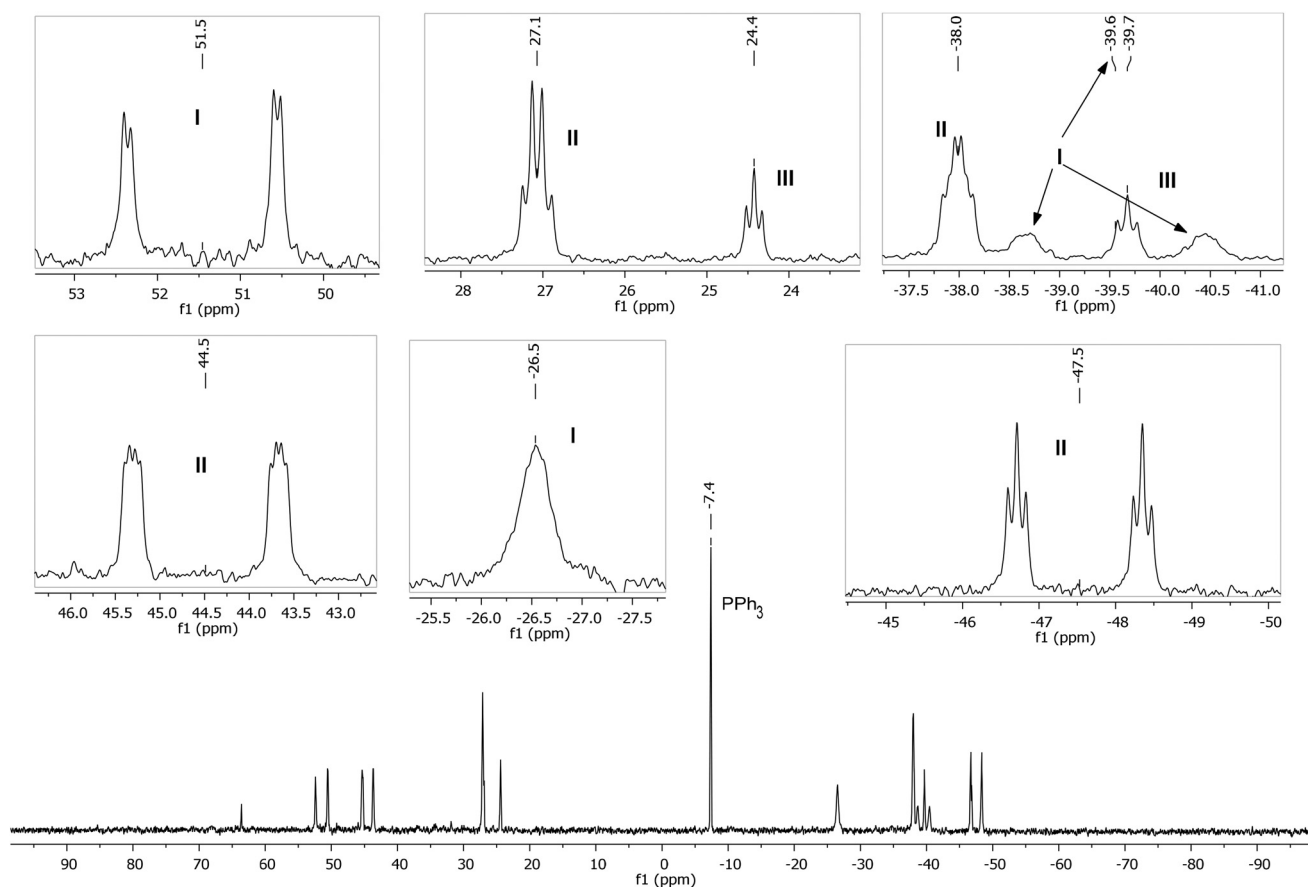 51.5
I
53 52 51 50
f1 (ppm)
27.1
24.4
II
III
28 27 26 25 24
f1 (ppm)
-38.0
-39.6
-39.7
II
I
III
-37.5 -38.0 -38.5 -39.0 -39.5 -40.0 -40.5 -41.0
f1 (ppm)
44.5
II
46.0 45.5 45.0 44.5 44.0 43.5 43.0
f1 (ppm)
-26.5
I
-25.5 -26.0 -26.5 -27.0 -27.5
f1 (ppm)
-47.5
II
-45 -46 -47 -48 -49 -50
f1 (ppm)
-7.4
PPh3
90 80 70 60 50 40 30 20 10 0 -10 -20 -30 -40 -50 -60 -70 -80 -90
f1 (ppm)